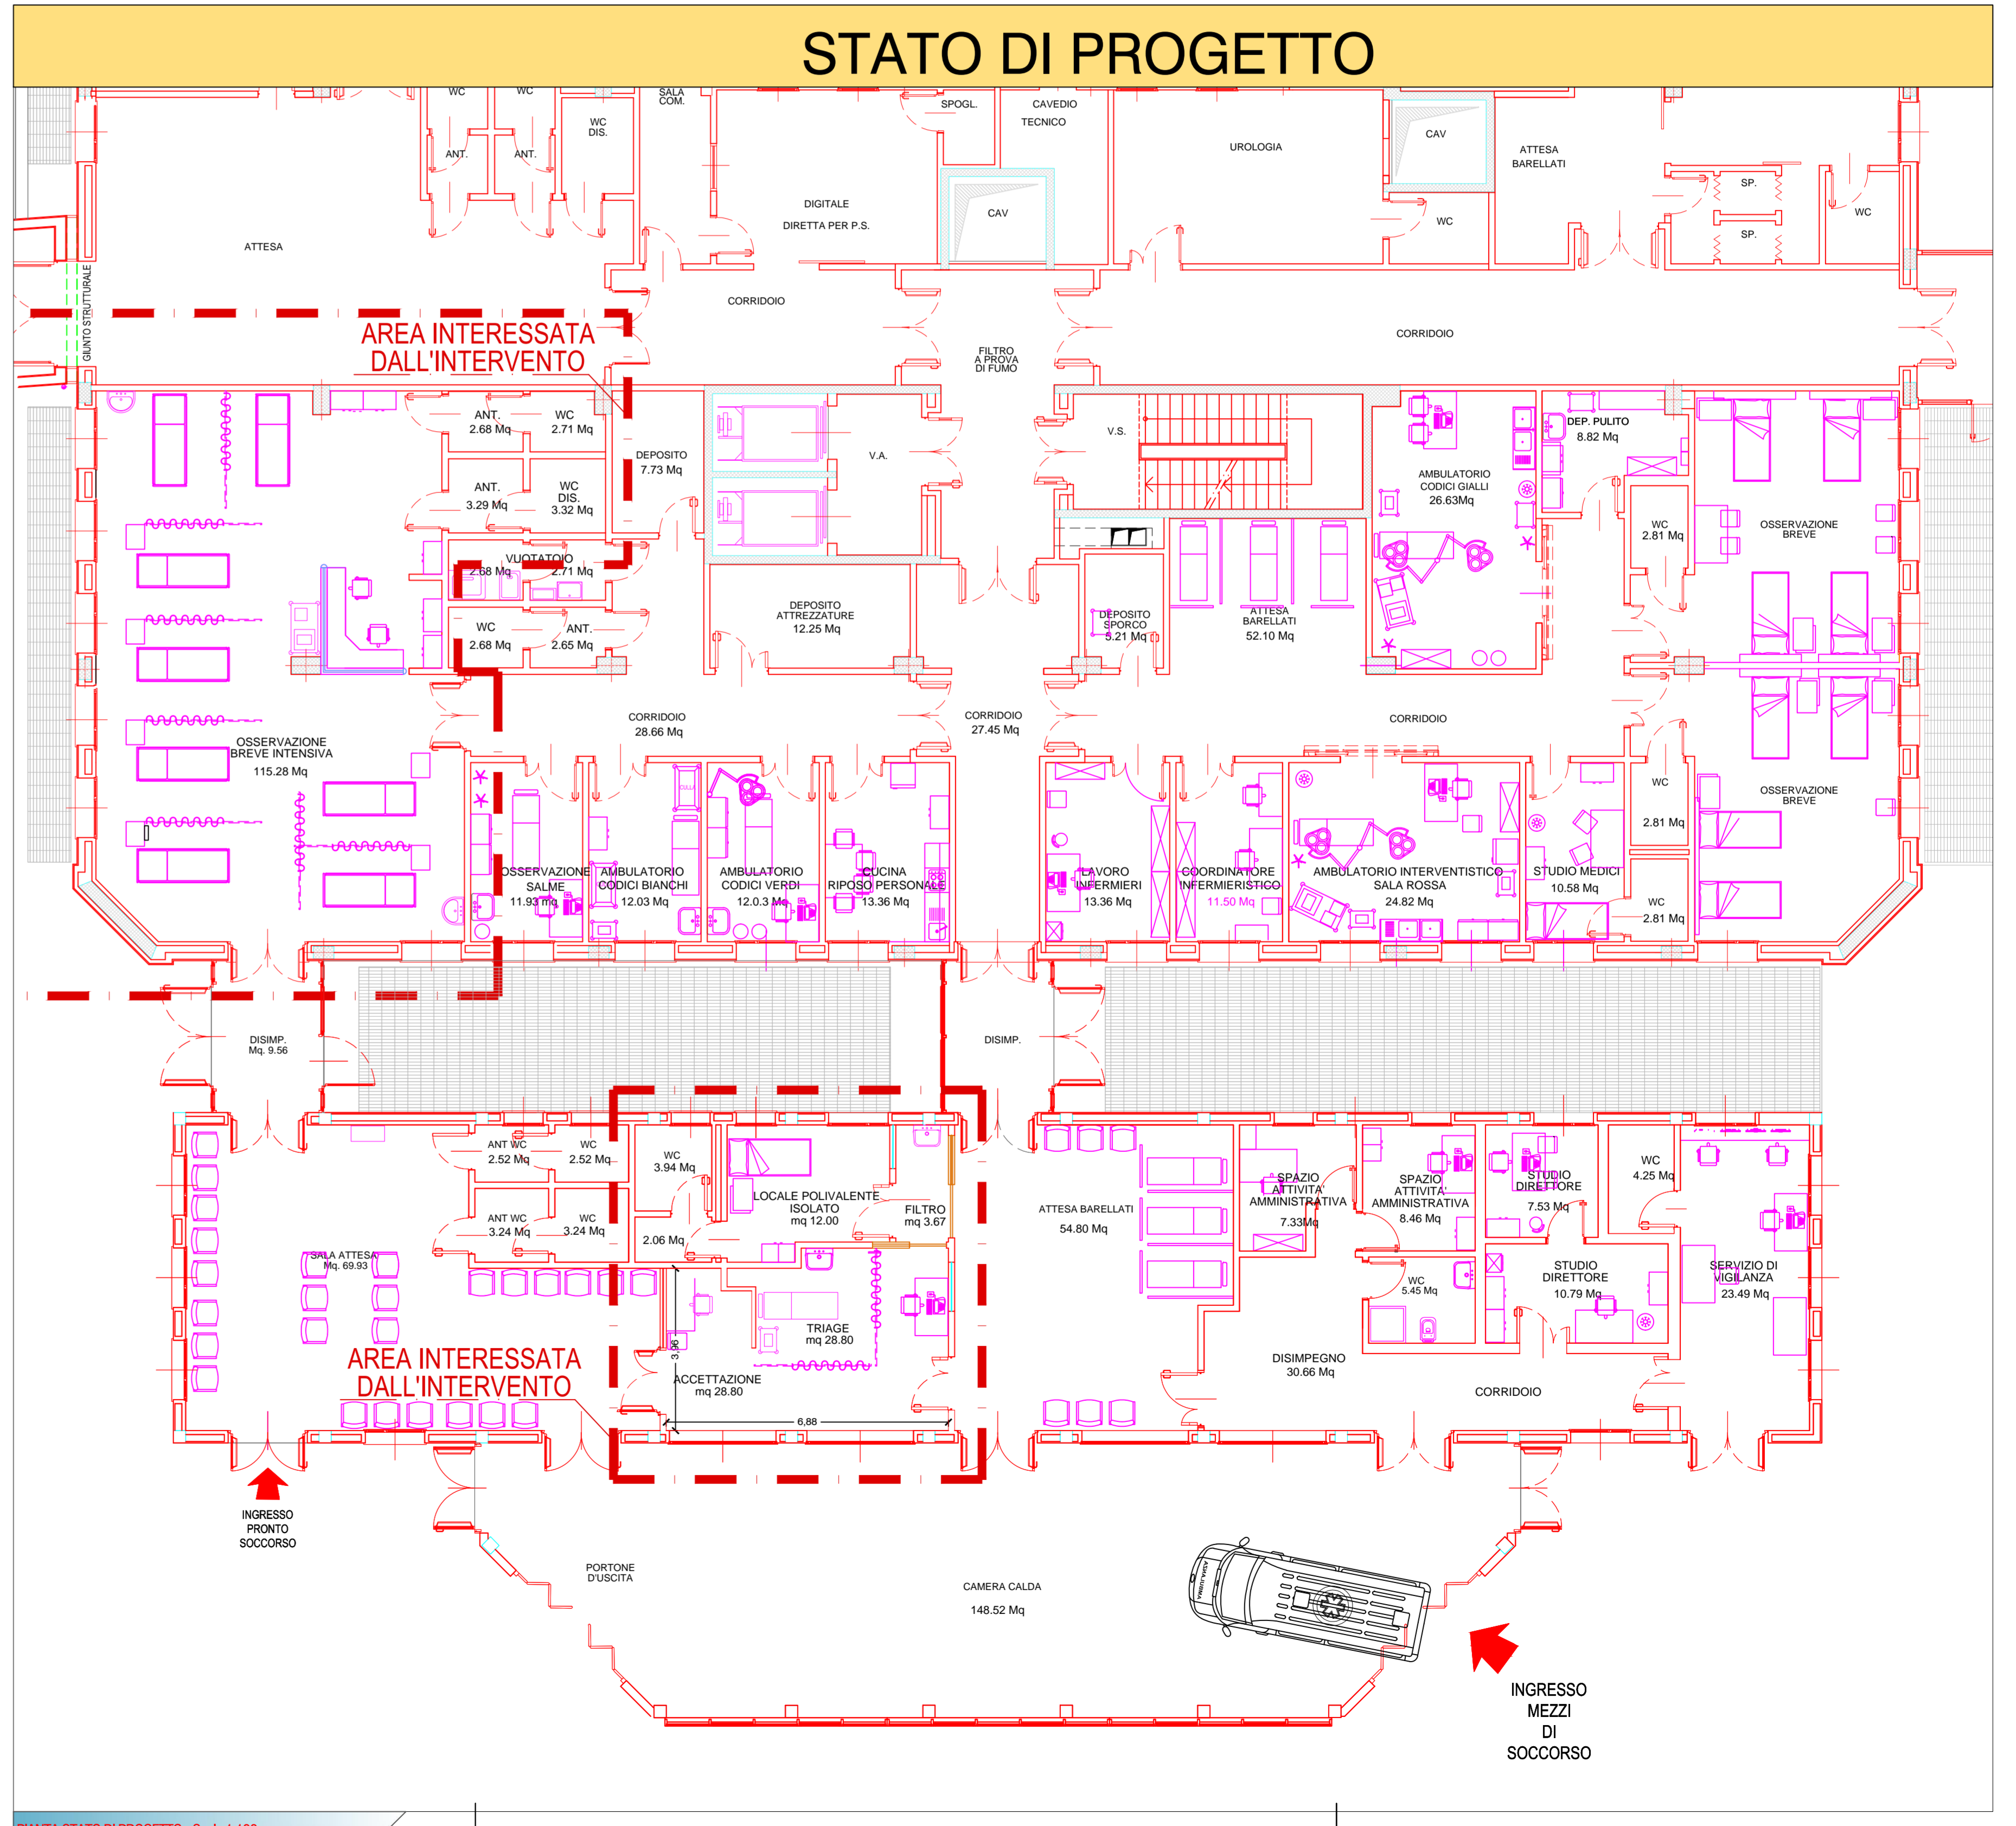 STATO DI PROGETTO
WC
WC
WC
DIS.
ANT.
ANT.
SALA
COM.
SPOGL.
CAVEDIO
TECNICO
UROLOGIA
CAV
ATTESA
BARELLATI
SP.
SP.
WC
WC
DIGITALE
DIRETTA PER P.S.
CAV
ATTESA
GIUNTO STRUTTURALE
CORRIDOIO
CORRIDOIO
FILTRO
A PROVA
DI FUMO
AREA INTERESSATA
DALL'INTERVENTO
ANT.
2.68 Mq
WC
2.71 Mq
ANT.
3.29 Mq
WC
DIS.
3.32 Mq
DEPOSITO
7.73 Mq
V.A.
V.S.
AMBULATORIO
CODICI GIALLI
26.63Mq
DEP. PULITO
8.82 Mq
WC
2.81 Mq
OSSERVAZIONE
BREVE
VUOTATOIO
2.68 Mq
2.71 Mq
WC
2.68 Mq
ANT.
2.65 Mq
DEPOSITO
ATTREZZATURE
12.25 Mq
DEPOSITO
SPORCO
5.21 Mq
ATTESA
BARELLATI
52.10 Mq
CORRIDOIO
28.66 Mq
CORRIDOIO
27.45 Mq
CORRIDOIO
OSSERVAZIONE
BREVE INTENSIVA
115.28 Mq
WC
2.81 Mq
OSSERVAZIONE
BREVE
CULLA
OSSERVAZIONE
SALME
11.93 mq
AMBULATORIO
CODICI BIANCHI
12.03 Mq
AMBULATORIO
CODICI VERDI
12.0.3 Mq
CUCINA
RIPOSO PERSONALE
13.36 Mq
LAVORO
INFERMIERI
13.36 Mq
COORDINATORE
INFERMIERISTICO
11.50 Mq
AMBULATORIO INTERVENTISTICO
SALA ROSSA
24.82 Mq
STUDIO MEDICI
10.58 Mq
WC
2.81 Mq
DISIMP.
Mq. 9.56
DISIMP.
ANT WC
2.52 Mq
WC
2.52 Mq
WC
3.94 Mq
ANT WC
3.24 Mq
WC
3.24 Mq
2.06 Mq
LOCALE POLIVALENTE
ISOLATO
mq 12.00
FILTRO
mq 3.67
ATTESA BARELLATI
54.80 Mq
SPAZIO
ATTIVITA'
AMMINISTRATIVA
7.33Mq
SPAZIO
ATTIVITA'
AMMINISTRATIVA
8.46 Mq
STUDIO
DIRETTORE
7.53 Mq
WC
4.25 Mq
SALA ATTESA
Mq. 69.93
WC
5.45 Mq
STUDIO
DIRETTORE
10.79 Mq
SERVIZIO DI
VIGILANZA
23.49 Mq
TRIAGE
mq 28.80
3,96
ACCETTAZIONE
mq 28.80
6,88
AREA INTERESSATA
DALL'INTERVENTO
DISIMPEGNO
30.66 Mq
CORRIDOIO
INGRESSO
PRONTO
SOCCORSO
PORTONE
D'USCITA
CAMERA CALDA
148.52 Mq
INGRESSO
MEZZI
DI
SOCCORSO